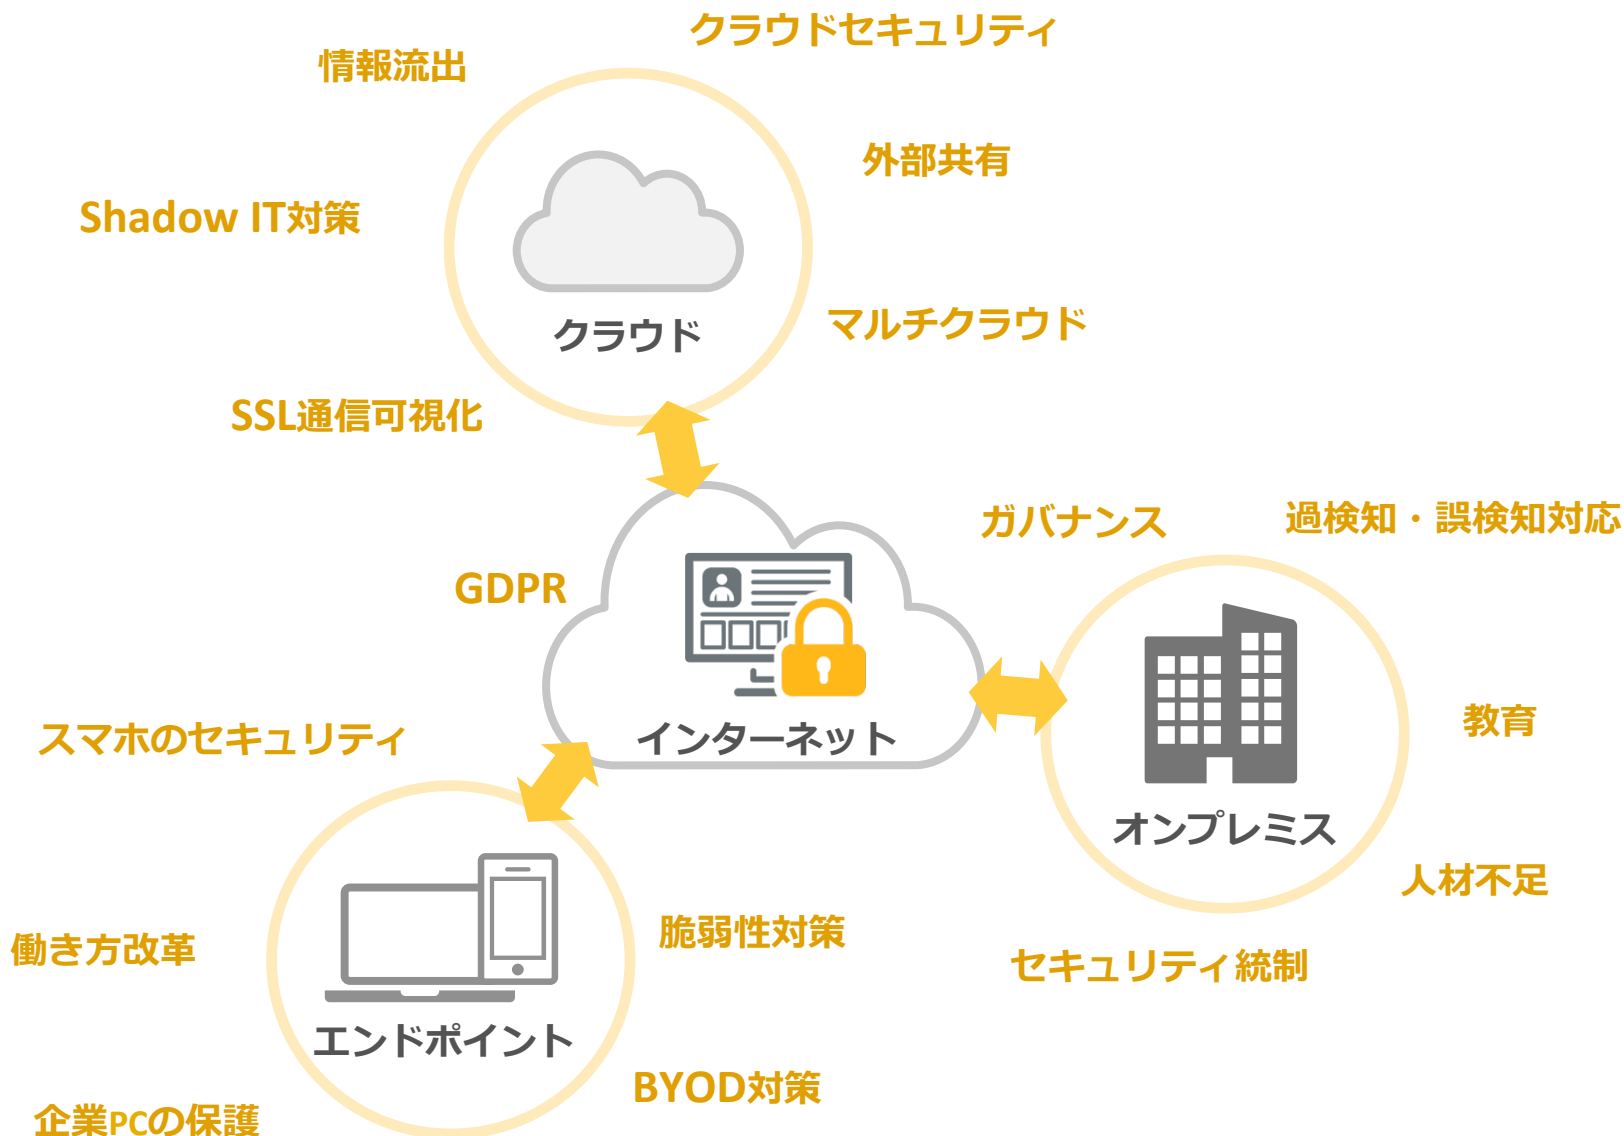 クラウドセキュリティ
情報流出
外部共有
Shadow IT対策
マルチクラウド
クラウド
SSL通信可視化
ガバナンス
過検知・誤検知対応
GDPR
教育
スマホのセキュリティ
インターネット
オンプレミス
人材不足
脆弱性対策
働き方改革
セキュリティ統制
エンドポイント
BYOD対策
企業PCの保護